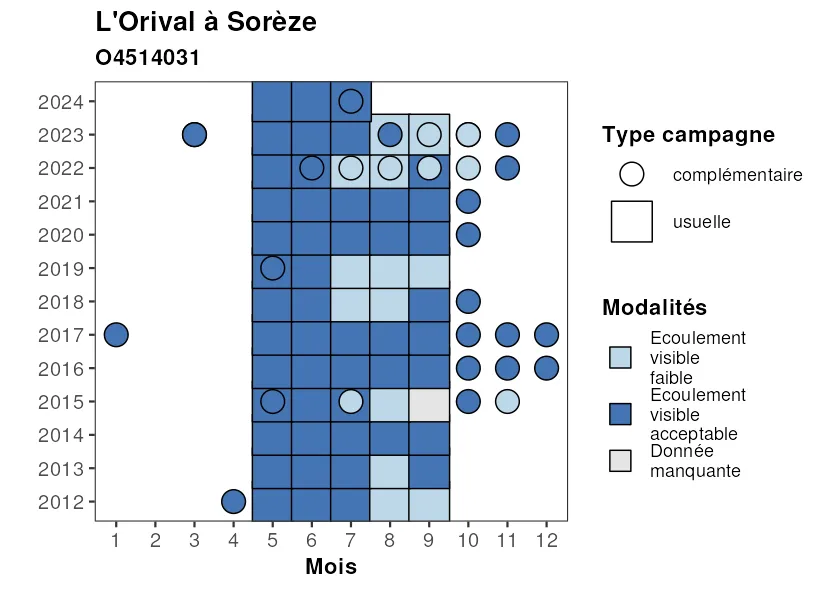 L'Orival à Sorèze
O4514031
2024
2023
2022
2021
2020
2019
2018
2017
2016
2015
2014
2013
2012
1 2 3 4 5 6 7 8 9 10 11 12
Mois
Type campagne
complémentaire
usuelle
Modalités
Ecoulement
visible
faible
Ecoulement
visible
acceptable
Donnée
manquante